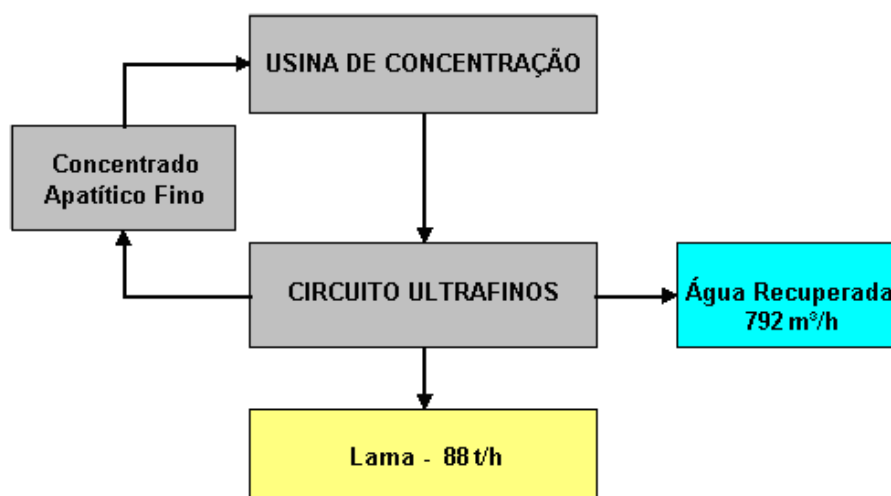 USINA DE CONCENTRAÇÃO
Concentrado
Apatítico Fino
CIRCUITO ULTRAFINOS
Água Recuperada
792 m³/h
Lama - 88 t/h